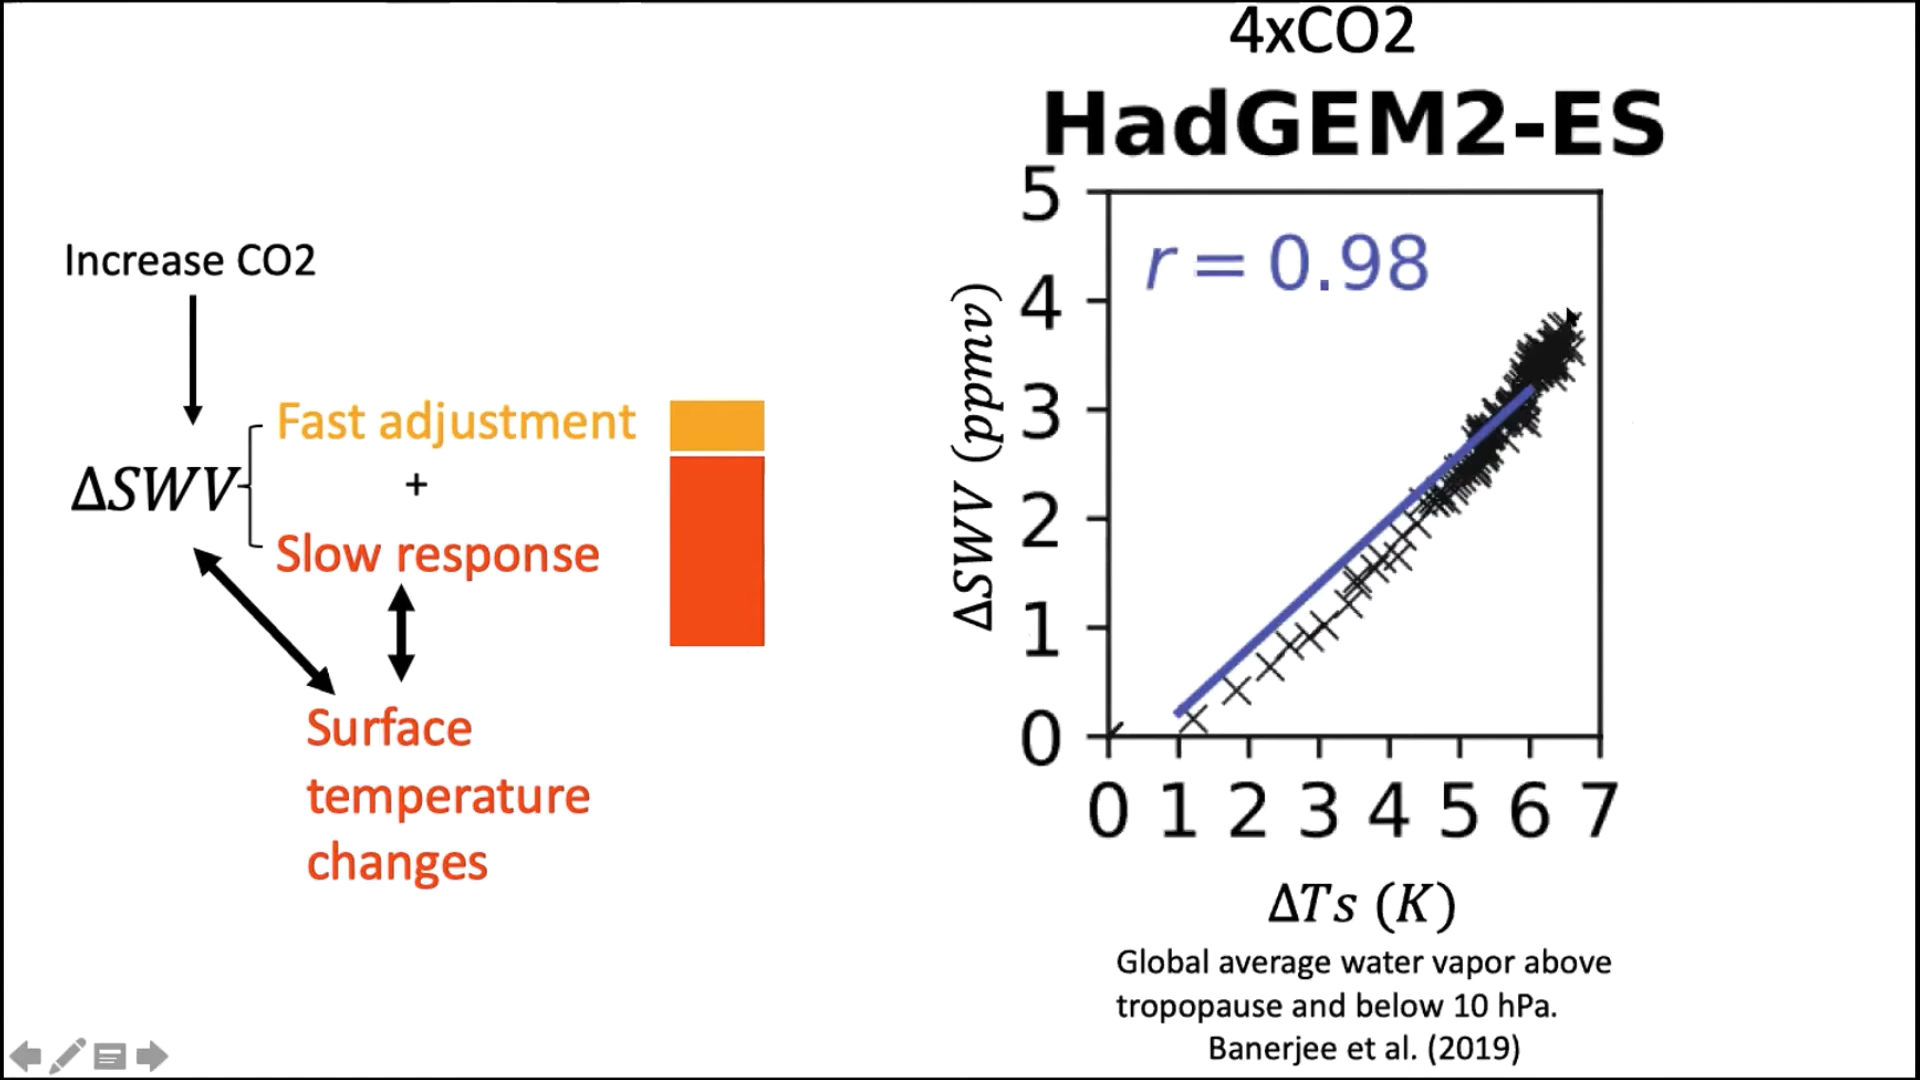 4xCO2
HadGEM2-ES
Increase CO2
Fast adjustment
+
ΔSWV
Slow response
Surface
temperature
changes
r = 0.98
ΔSWV (ppmv)
5
4
3
2
1
0
0 1 2 3 4 5 6 7
ΔTs (K)
Global average water vapor above
tropopause and below 10 hPa.
Banerjee et al. (2019)